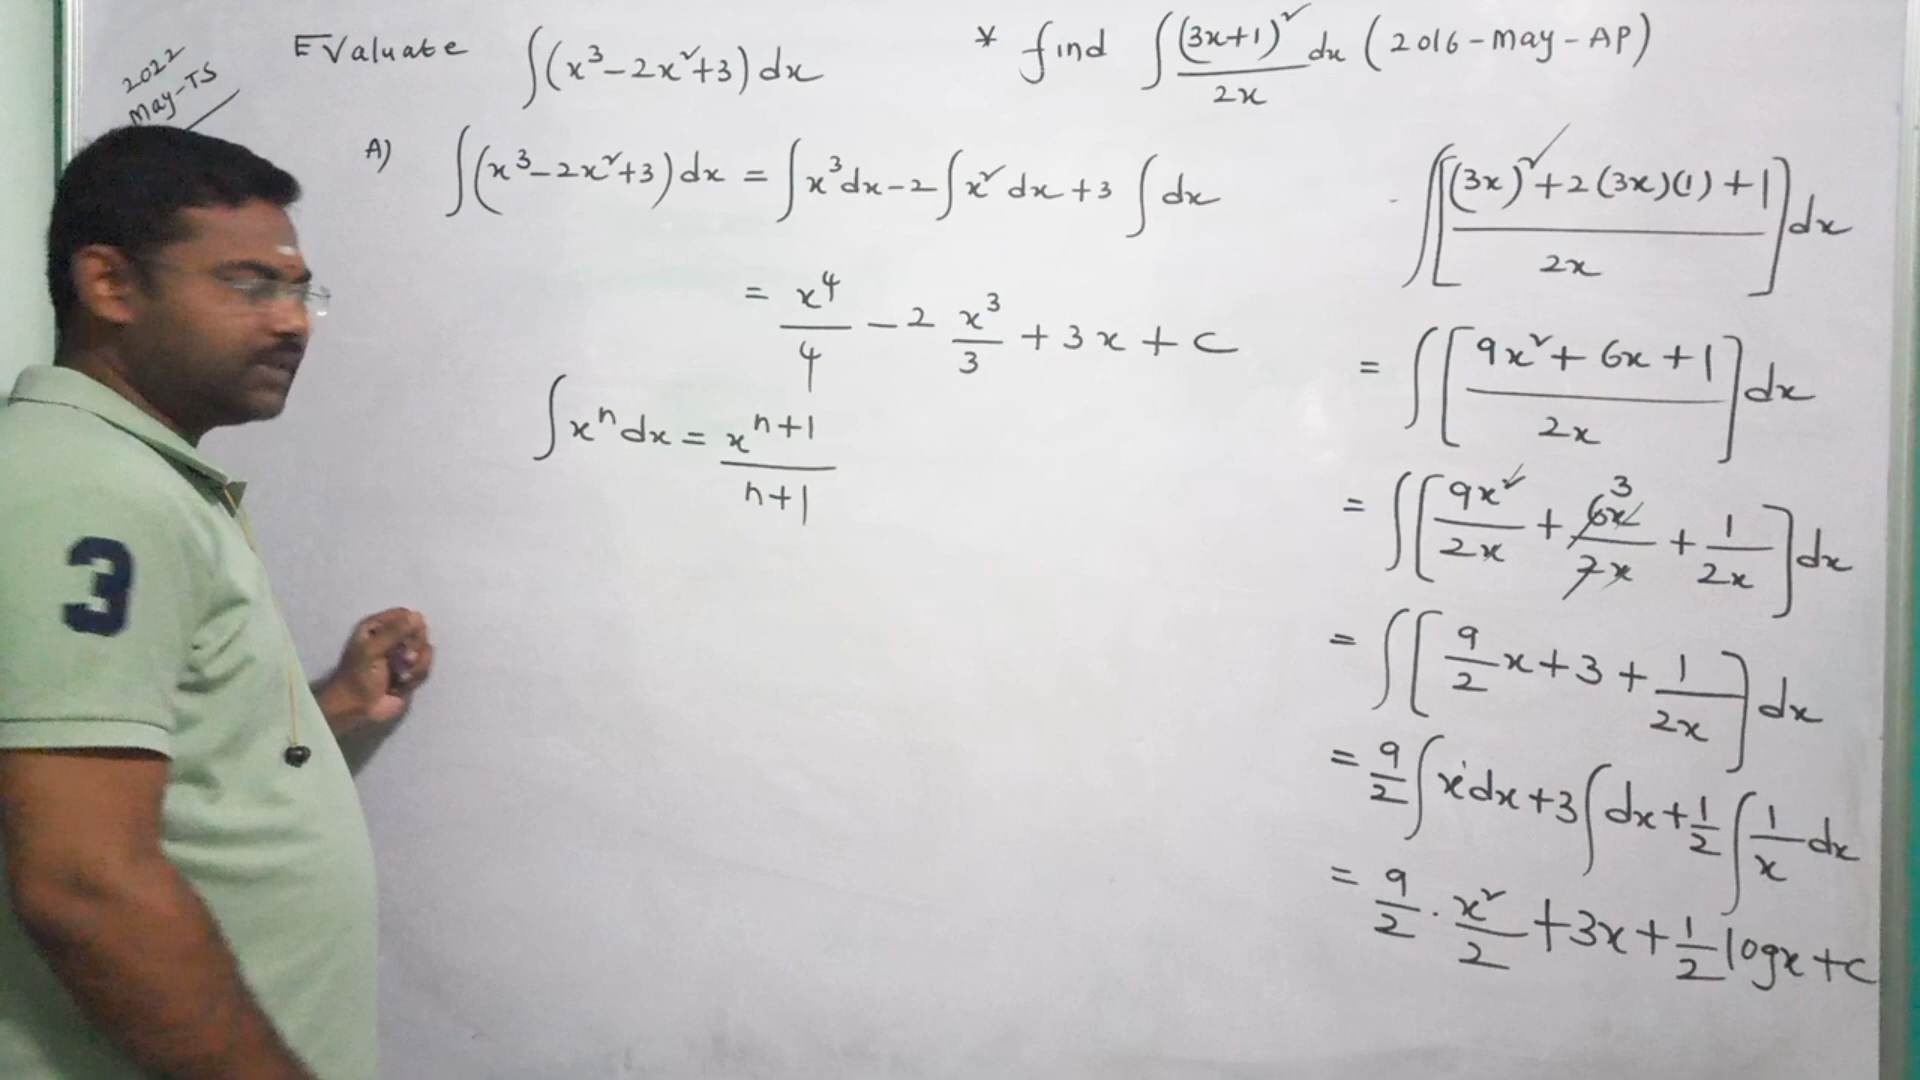 2022
May-TS
Evaluate ∫(x³-2x²+3) dx
A) ∫(x³-2x²+3) dx = ∫x³dx-2∫x² dx +3 ∫dx
= x⁴/4 - 2 x³/3 + 3x + c
∫xⁿdx = xⁿ⁺¹/n+1
3
* find ∫(3x+1)²/2x dx (2016-May-AP)
∫[(3x)²+2(3x)(1)+1/2x]dx
= ∫[9x²+6x+1/2x]dx
= ∫[9x²/2x + 6x/2x + 1/2x]dx
3
= ∫[9/2 x+3+1/2x]dx
= 9/2∫x¹dx+3∫dx+1/2∫1/x dx
= 9/2 · x²/2 +3x+1/2 logx+c